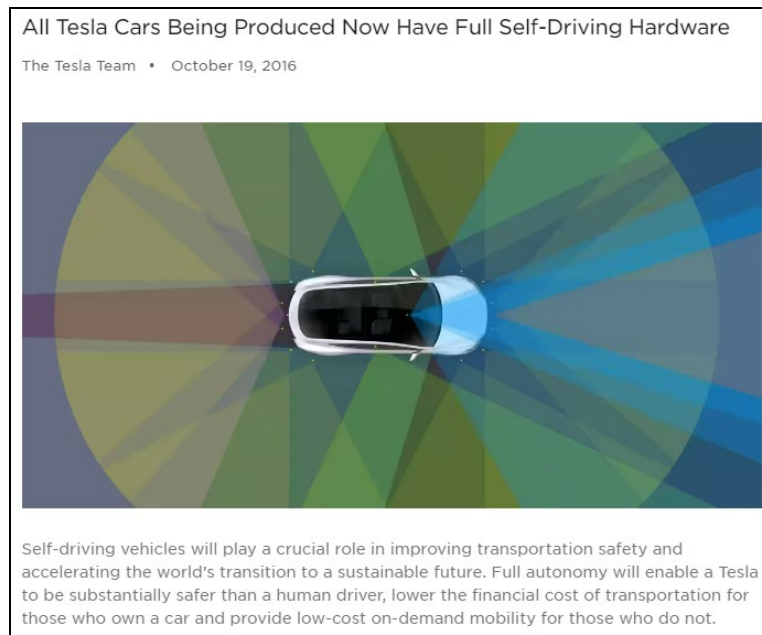 All Tesla Cars Being Produced Now Have Full Self-Driving Hardware
The Tesla Team • October 19, 2016
Self-driving vehicles will play a crucial role in improving transportation safety and
accelerating the world's transition to a sustainable future. Full autonomy will enable a Tesla
to be substantially safer than a human driver, lower the financial cost of transportation for
those who own a car and provide low-cost on-demand mobility for those who do not.